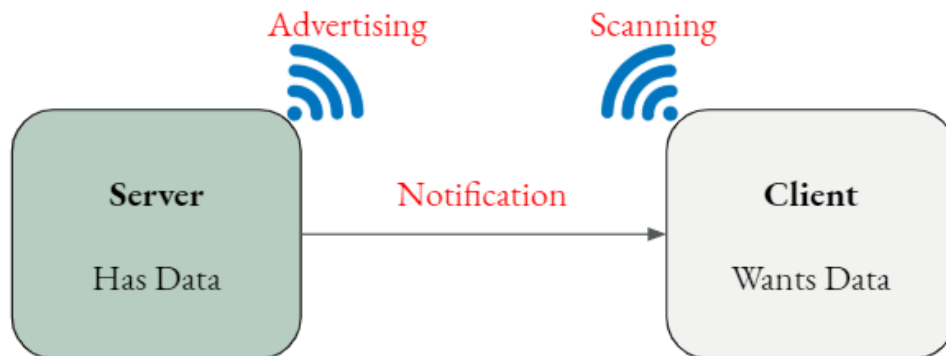 Advertising
Scanning
Server
Notification
Client
Has Data
Wants Data